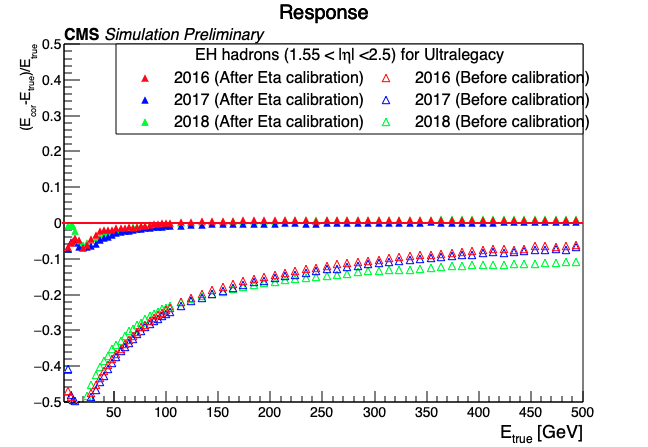 Response
CMS Simulation Preliminary
(E_cor-E_true)/E_true
EH hadrons (1.55 < |η| <2.5) for Ultralegacy
2016 (After Eta calibration) 2016 (Before calibration)
2017 (After Eta calibration) 2017 (Before calibration)
2018 (After Eta calibration) 2018 (Before calibration)
0.5
0.4
0.3
0.2
0.1
0
−0.1
−0.2
−0.3
−0.4
−0.5
50 100 150 200 250 300 350 400 450 500
E_true [GeV]